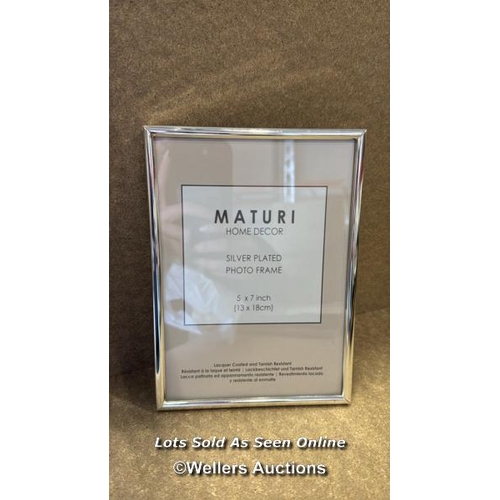 MATURI
HOME DECOR
SILVER PLATED
PHOTO FRAME
5' x 7 inch
(13 x 18cm)
Lacquer Coated and Tarnish Resistant
Lots Sold As Seen Online
©Wellers Auctions